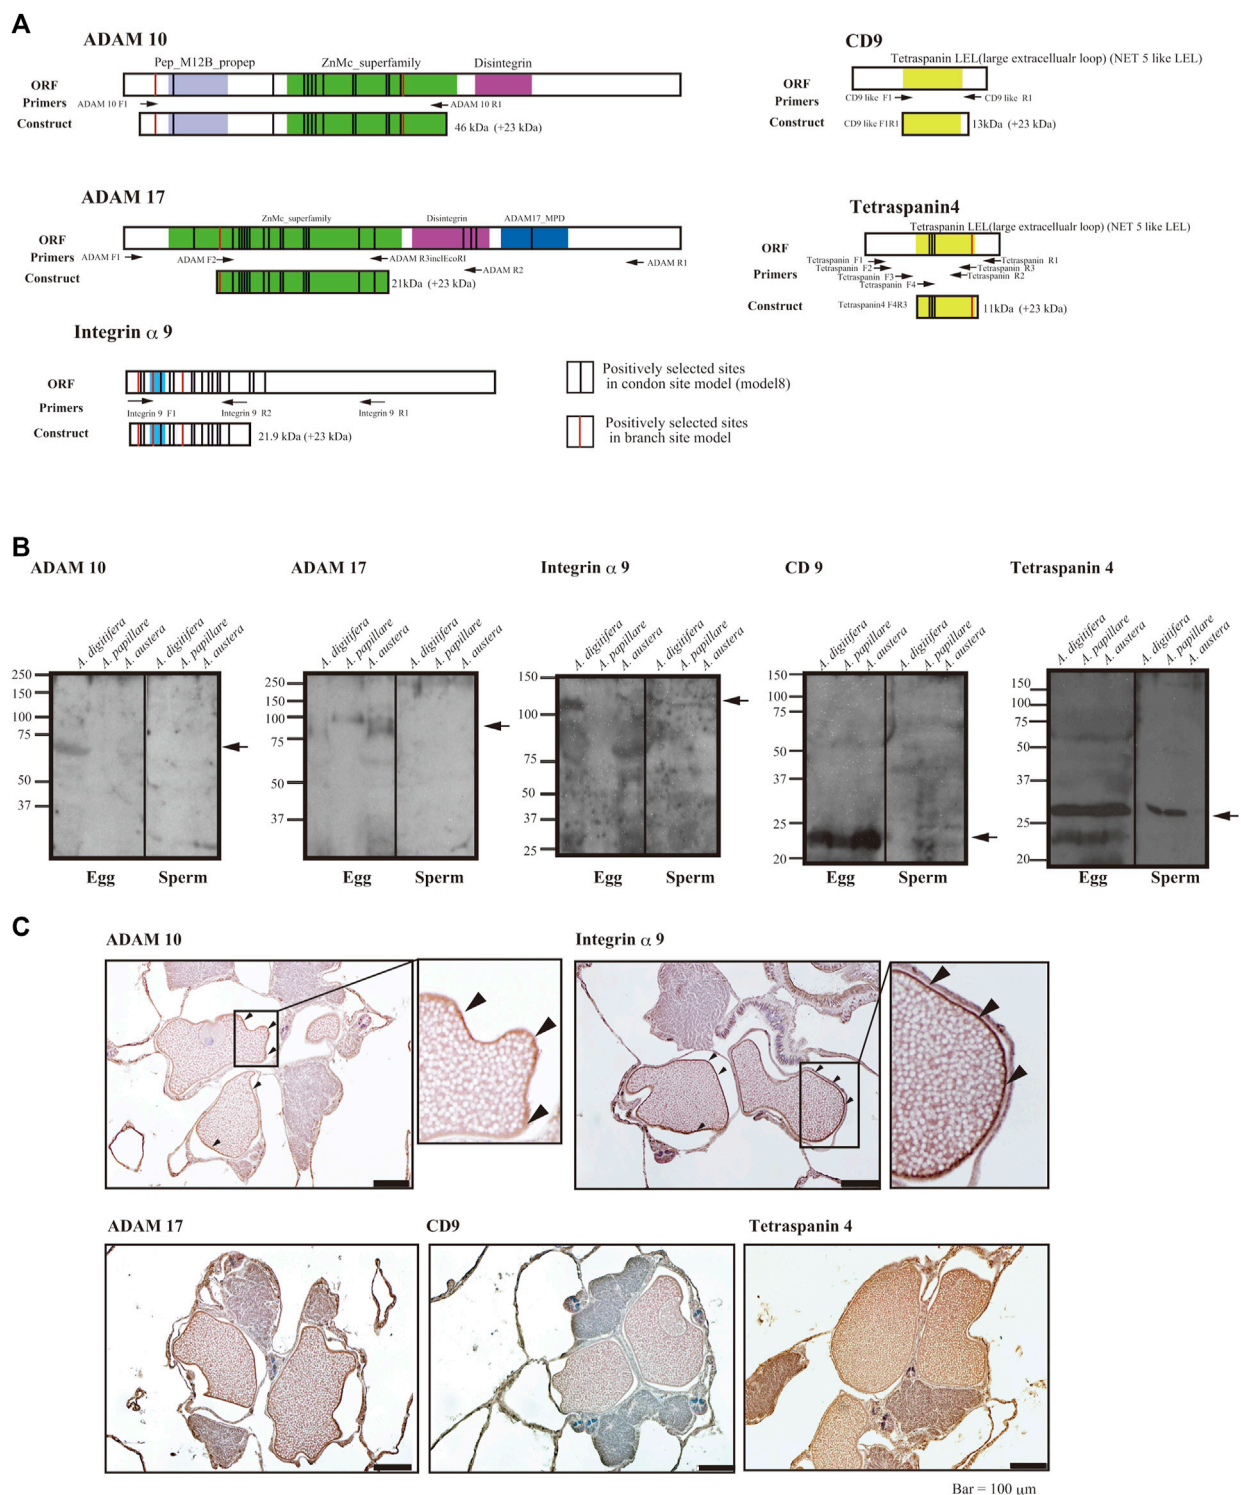 A
ADAM 10
Pep_M12B_propep
ZnMc_superfamily
Disintegrin
ORF
Primers
ADAM 10 F1
ADAM 10 R1
Construct
46 kDa (+23 kDa)
CD9
Tetraspanin LEL(large extracellualr loop) (NET 5 like LEL)
ORF
Primers
CD9 like F1
CD9 like R1
Construct
CD9 like F1R1
13kDa (+23 kDa)
ADAM 17
ZnMc_superfamily
Disintegrin
ADAM17_MPD
ORF
Primers
ADAM F1
ADAM F2
ADAM R3inclEcoRI
ADAM R2
ADAM R1
Construct
21kDa (+23 kDa)
Tetraspanin4
Tetraspanin LEL(large extracellualr loop) (NET 5 like LEL)
ORF
Primers
Tetraspanin F1
Tetraspanin F2
Tetraspanin F3
Tetraspanin F4
Tetraspanin R1
Tetraspanin R3
Tetraspanin R2
Construct
Tetraspanin4 F4R3
11kDa (+23 kDa)
Integrin α 9
ORF
Primers
Integrin 9 F1
Integrin 9 R2
Integrin 9 R1
Construct
21.9 kDa (+23 kDa)
Positively selected sites
in condon site model (model8)
Positively selected sites
in branch site model
B
ADAM 10
A. digitifera
A. papillare
A. austera
A. digitifera
A. papillare
A. austera
250
150
100
75
50
37
Egg
Sperm
ADAM 17
A. digitifera
A. papillare
A. austera
A. digitifera
A. papillare
A. austera
250
150
100
75
50
37
Egg
Sperm
Integrin α 9
A. digitifera
A. papillare
A. austera
A. digitifera
A. papillare
A. austera
150
100
75
50
37
25
Egg
Sperm
CD 9
A. digitifera
A. papillare
A. austera
A. digitifera
A. papillare
A. austera
150
100
75
50
37
25
20
Egg
Sperm
Tetraspanin 4
A. digitifera
A. papillare
A. austera
A. digitifera
A. papillare
A. austera
150
100
75
50
37
25
20
Egg
Sperm
C
ADAM 10
Integrin α 9
ADAM 17
CD9
Tetraspanin 4
Bar = 100 μm